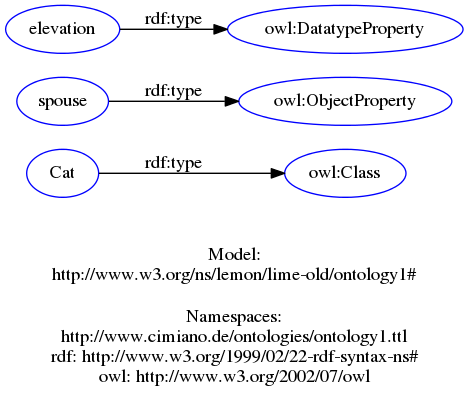 elevation rdf:type owl:DatatypeProperty
spouse rdf:type owl:ObjectProperty
Cat rdf:type owl:Class
Model:
http://www.w3.org/ns/lemon/lime-old/ontology1#
Namespaces:
http://www.cimiano.de/ontologies/ontology1.ttl
rdf: http://www.w3.org/1999/02/22-rdf-syntax-ns#
owl: http://www.w3.org/2002/07/owl